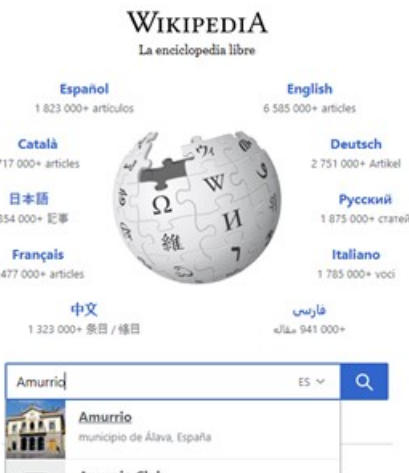 WIKIPEDIA
La enciclopedia libre
Español
1 823 000+ artículos
English
6 585 000+ articles
Català
717 000+ articles
Deutsch
2 751 000+ Artikel
日本語
354 000+ 記事
Русский
1 875 000+ статей
Français
477 000+ articles
Italiano
1 785 000+ voci
中文
1 323 000+ 条目 / 條目
فارسی
941 000+ مقاله
Ω
W
И
維
7
Amurrio
ES
Amurrio
municipio de Álava, España